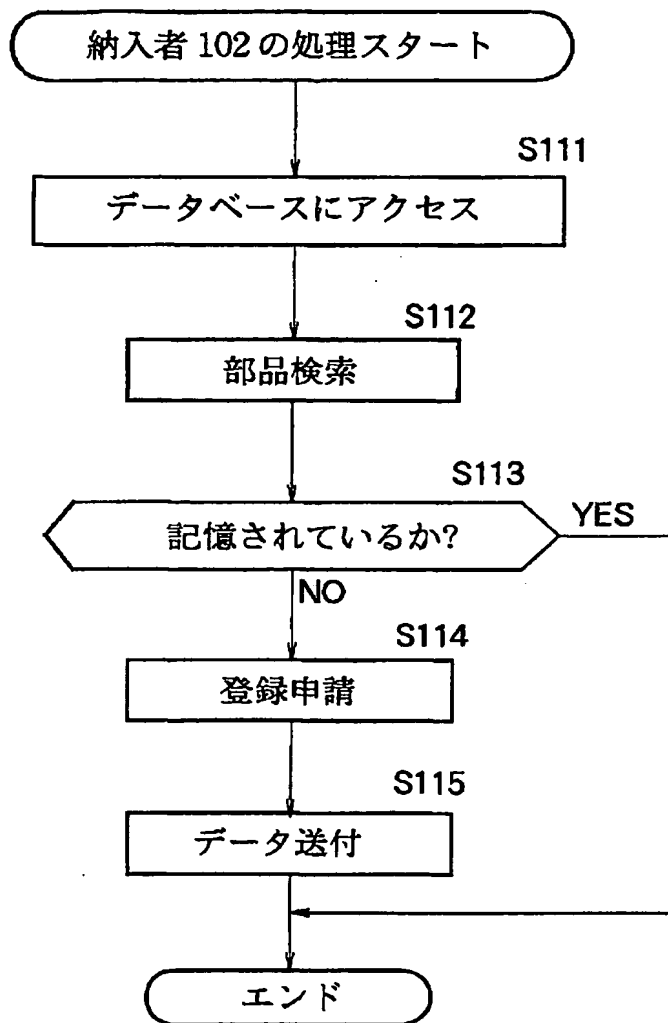 納入者 102 の処理スタート
S111
データベースにアクセス
S112
部品検索
S113
記憶されているか?
YES
NO
S114
登録申請
S115
データ送付
エンド